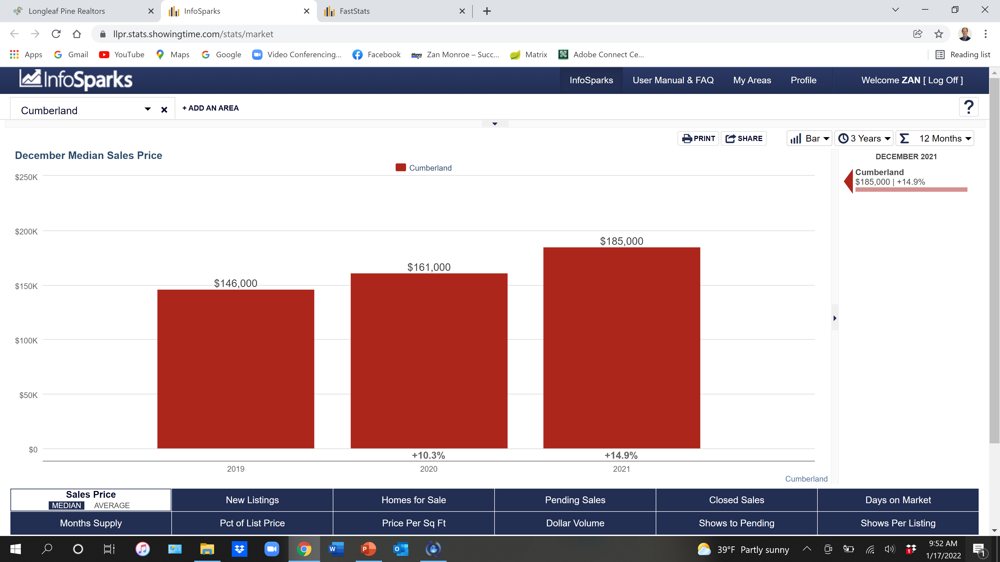 Longleaf Pine Realtors
InfoSparks
FastStats
llpr.stats.showingtime.com/stats/market
Apps
Gmail
YouTube
Maps
Google
Video Conferencing...
Facebook
Zan Monroe – Succ...
Matrix
Adobe Connect Ce...
Reading list
InfoSparks
InfoSparks
User Manual & FAQ
My Areas
Profile
Welcome ZAN [ Log Off ]
Cumberland
+ ADD AN AREA
?
PRINT
SHARE
Bar
3 Years
12 Months
December Median Sales Price
Cumberland
DECEMBER 2021
Cumberland
$185,000 | +14.9%
$250K
$200K
$150K
$100K
$50K
$0
$146,000
$161,000
$185,000
+10.3%
+14.9%
2019
2020
2021
Cumberland
Sales Price
MEDIAN AVERAGE
New Listings
Homes for Sale
Pending Sales
Closed Sales
Days on Market
Months Supply
Pct of List Price
Price Per Sq Ft
Dollar Volume
Shows to Pending
Shows Per Listing
39°F Partly sunny
9:52 AM
1/17/2022
1
1